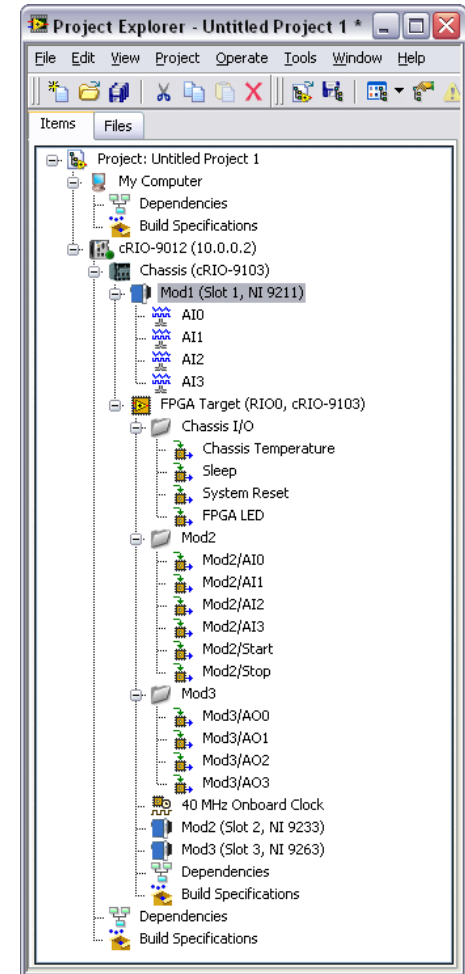 Project Explorer - Untitled Project 1 *
File Edit View Project Operate Tools Window Help
Items Files
Project: Untitled Project 1
My Computer
Dependencies
Build Specifications
cRIO-9012 (10.0.0.2)
Chassis (cRIO-9103)
Mod1 (Slot 1, NI 9211)
AI0
AI1
AI2
AI3
FPGA Target (RIO0, cRIO-9103)
Chassis I/O
Chassis Temperature
Sleep
System Reset
FPGA LED
Mod2
Mod2/AI0
Mod2/AI1
Mod2/AI2
Mod2/AI3
Mod2/Start
Mod2/Stop
Mod3
Mod3/AO0
Mod3/AO1
Mod3/AO2
Mod3/AO3
40 MHz Onboard Clock
Mod2 (Slot 2, NI 9233)
Mod3 (Slot 3, NI 9263)
Dependencies
Build Specifications
Dependencies
Build Specifications